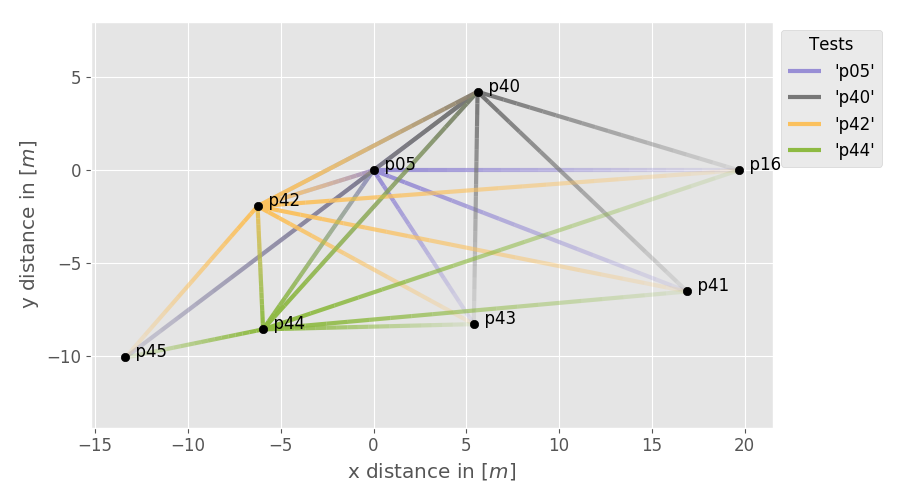 Tests
'p05'
'p40'
'p42'
'p44'
5
0
−5
−10
y distance in [m]
p40
p05
p16
p42
p41
p43
p44
p45
−15
−10
−5
0
5
10
15
20
x distance in [m]